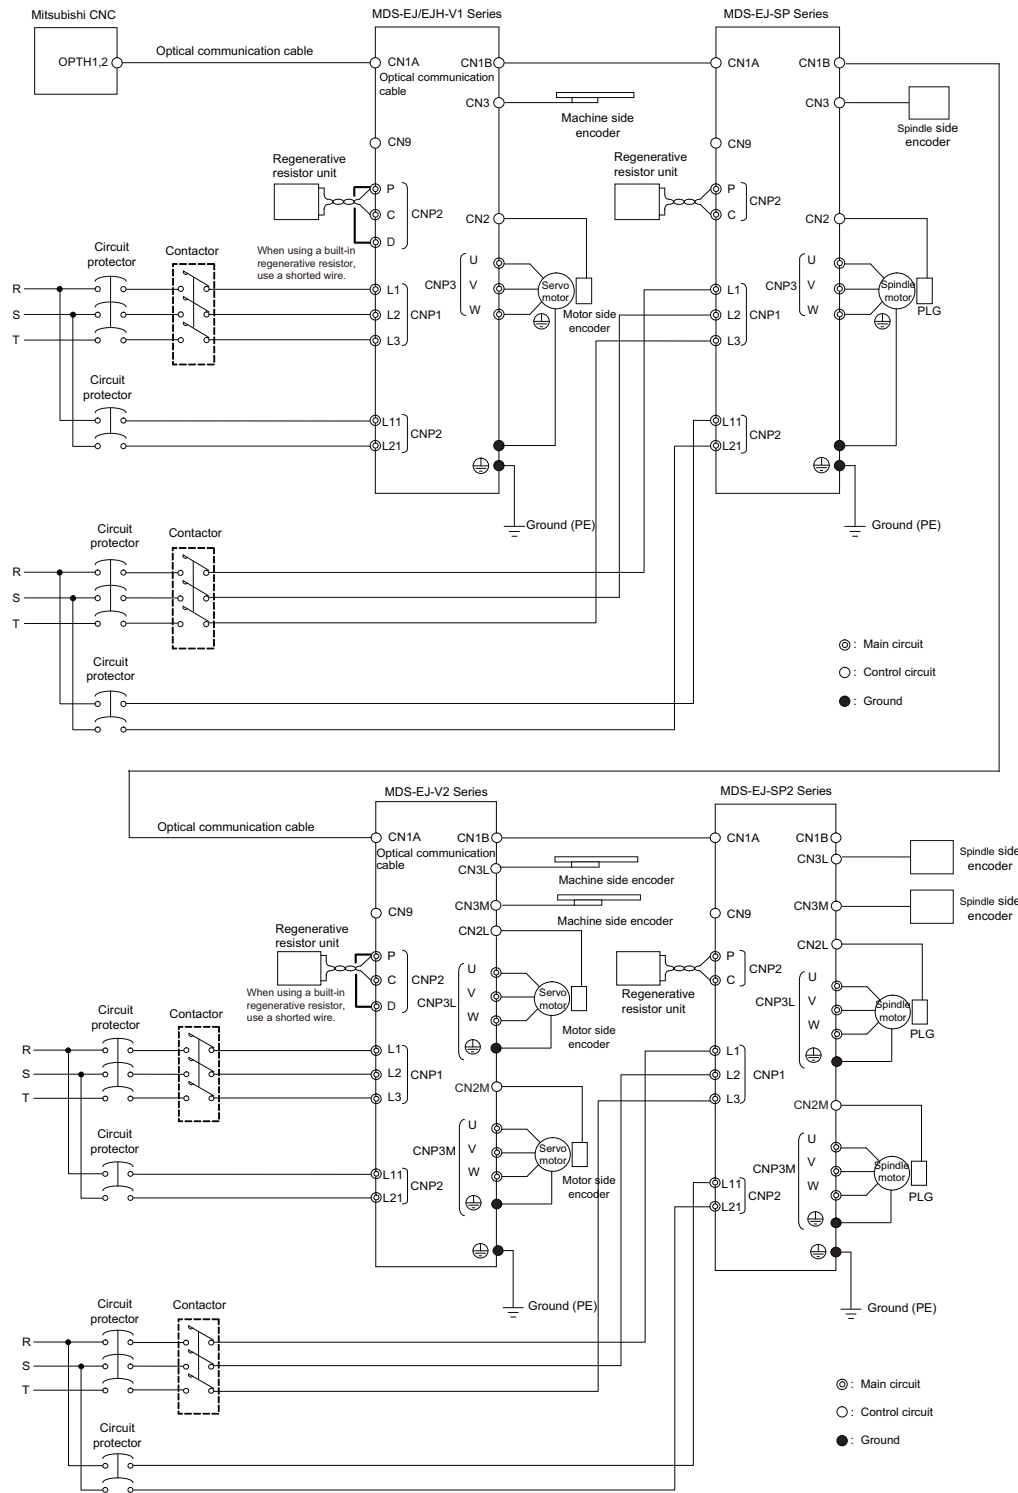 Mitsubishi CNC
MDS-EJ/EJH-V1 Series
MDS-EJ-SP Series
OPTH1,2
Optical communication cable
CN1A
CN1B
Optical communication
cable
CN3
Machine side
encoder
CN9
Regenerative
resistor unit
P
C
D
CNP2
When using a built-in
regenerative resistor,
use a shorted wire.
CN2
U
V
W
CNP3
Servo
motor
Motor side
encoder
Circuit
protector
Contactor
R
S
T
L1
L2
L3
CNP1
Circuit
protector
L11
L21
CNP2
Ground (PE)
CN1A
CN1B
CN3
Spindle side
encoder
CN9
Regenerative
resistor unit
P
C
CNP2
CN2
U
V
W
CNP3
Spindle
motor
PLG
L1
L2
L3
CNP1
L11
L21
CNP2
Ground (PE)
Circuit
protector
Contactor
R
S
T
Circuit
protector
: Main circuit
: Control circuit
: Ground
MDS-EJ-V2 Series
MDS-EJ-SP2 Series
Optical communication cable
CN1A
CN1B
Optical communication
cable
CN3L
Machine side encoder
CN3M
Machine side encoder
CN9
CN2L
Regenerative
resistor unit
P
C
D
CNP2
When using a built-in
regenerative resistor,
use a shorted wire.
U
V
W
CNP3L
Servo
motor
Motor side
encoder
Circuit
protector
Contactor
R
S
T
L1
L2
L3
CNP1
CN2M
U
V
W
CNP3M
Servo
motor
Motor side
encoder
Circuit
protector
L11
L21
CNP2
Ground (PE)
CN1A
CN1B
CN3L
Spindle side
encoder
CN3M
Spindle side
encoder
CN9
CN2L
P
C
CNP2
Regenerative
resistor unit
U
V
W
CNP3L
Spindle
motor
PLG
L1
L2
L3
CNP1
CN2M
U
V
W
CNP3M
Spindle
motor
PLG
L11
L21
CNP2
Ground (PE)
Circuit
protector
Contactor
R
S
T
Circuit
protector
: Main circuit
: Control circuit
: Ground